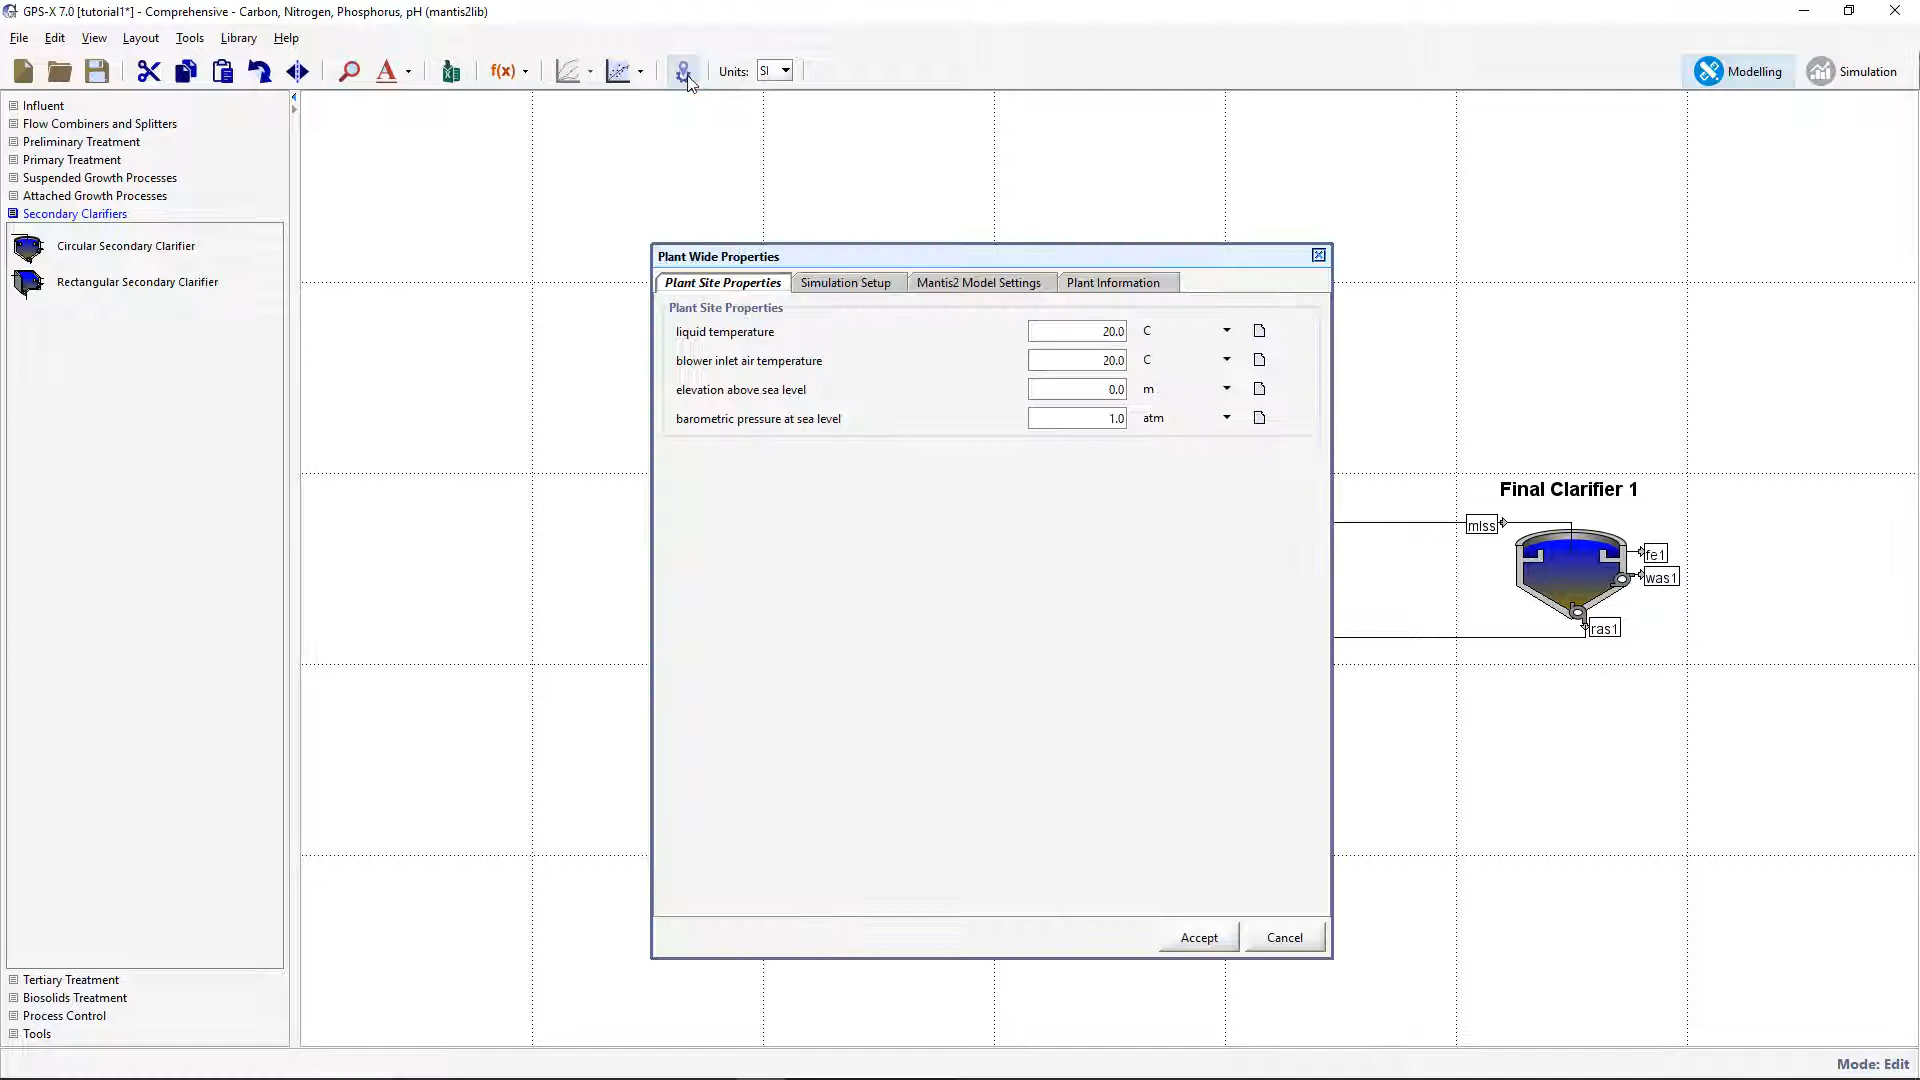 GPS-X 7.0 [tutorial1*] - Comprehensive - Carbon, Nitrogen, Phosphorus, pH (mantis2lib)
File Edit View Layout Tools Library Help
A f(x) Units: SI Modelling Simulation
Influent
Flow Combiners and Splitters
Preliminary Treatment
Primary Treatment
Suspended Growth Processes
Attached Growth Processes
Secondary Clarifiers
Circular Secondary Clarifier
Rectangular Secondary Clarifier
Tertiary Treatment
Biosolids Treatment
Process Control
Tools
Plant Wide Properties
Plant Site Properties Simulation Setup Mantis2 Model Settings Plant Information
Plant Site Properties
liquid temperature 20.0 C
blower inlet air temperature 20.0 C
elevation above sea level 0.0 m
barometric pressure at sea level 1.0 atm
Accept Cancel
Final Clarifier 1
mlss
fe1
was1
ras1
Mode: Edit